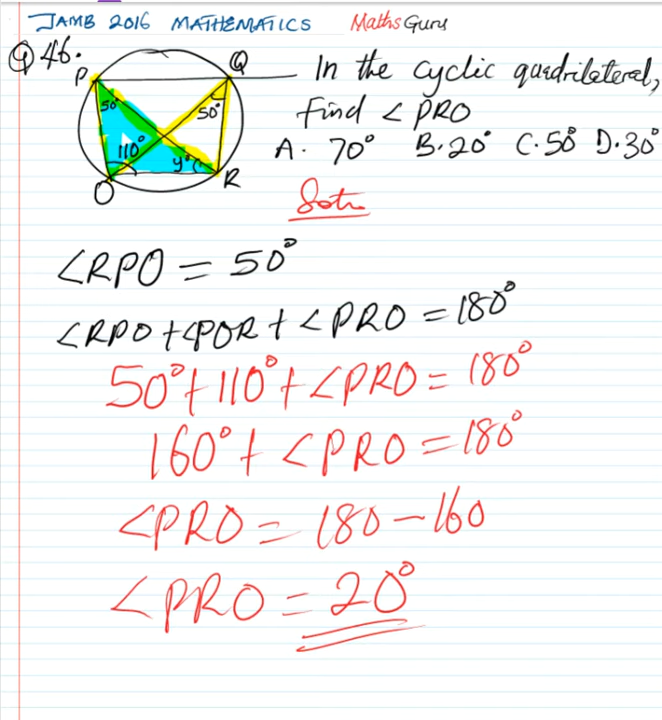 JAMB 2016 MATHEMATICS Maths Guru
Q46.
P
Q
50°
50°
110°
y°
O
R
In the cyclic quadrilateral,
find < PRO
A. 70° B. 20° C. 50° D. 30°
Soln
<RPO = 50°
<RPO + <POR + <PRO = 180°
50° + 110° + <PRO = 180°
160° + <PRO = 180°
<PRO = 180 - 160
<PRO = 20°